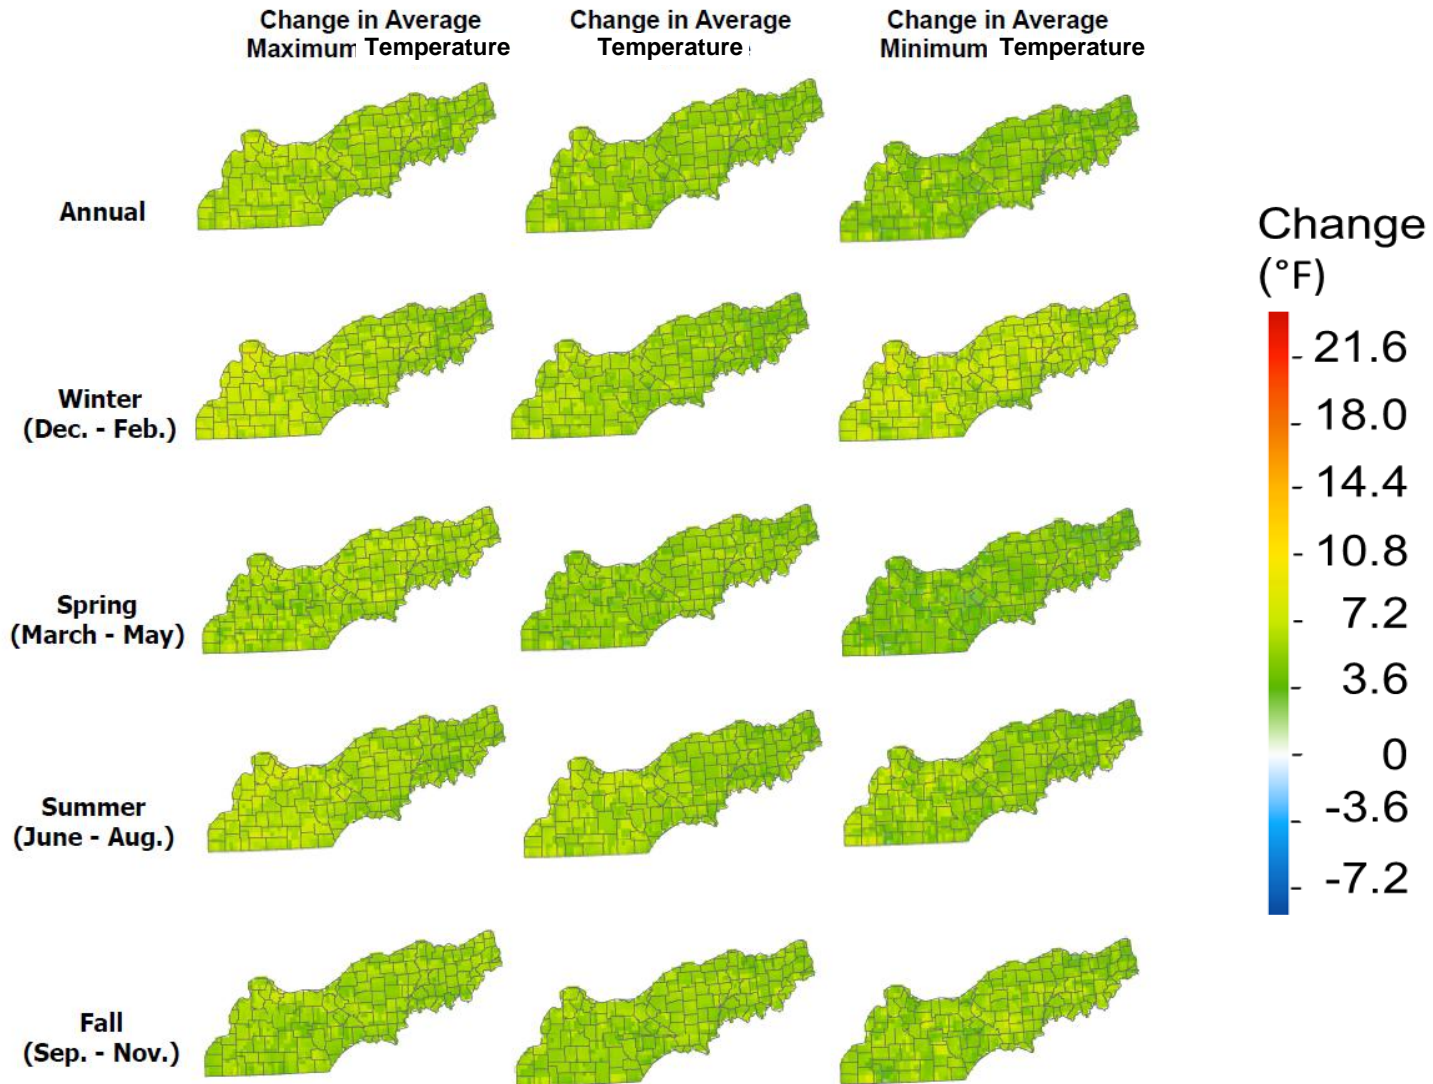 Change in Average
Maximum Temperature
Change in Average
Temperature
Change in Average
Minimum Temperature
Annual
Winter
(Dec. - Feb.)
Spring
(March - May)
Summer
(June - Aug.)
Fall
(Sep. - Nov.)
Change
(°F)
21.6
18.0
14.4
10.8
7.2
3.6
0
-3.6
-7.2